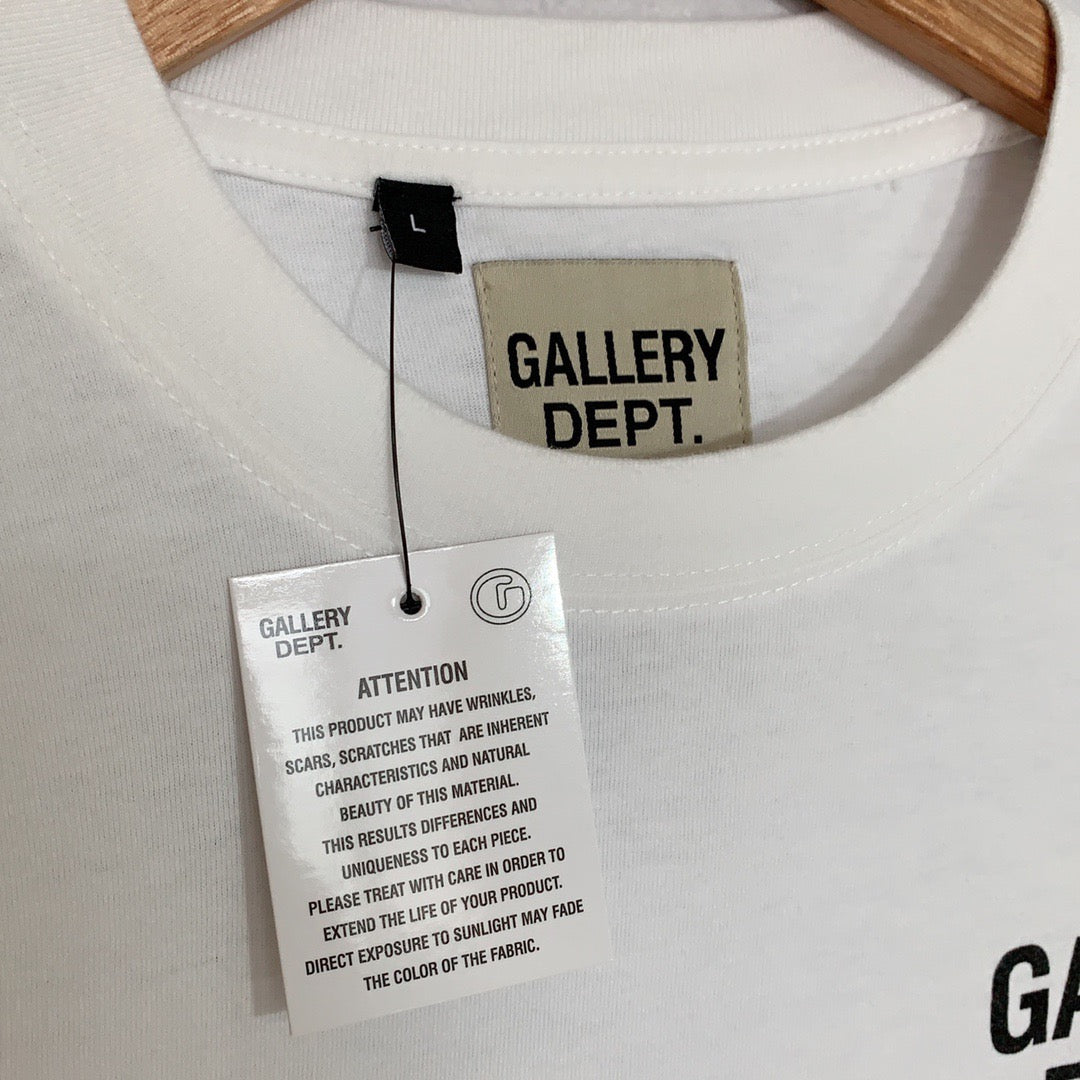 L
GALLERY
DEPT.
GALLERY
DEPT.
G
ATTENTION
THIS PRODUCT MAY HAVE WRINKLES,
SCARS, SCRATCHES THAT ARE INHERENT
CHARACTERISTICS AND NATURAL
BEAUTY OF THIS MATERIAL.
THIS RESULTS DIFFERENCES AND
UNIQUENESS TO EACH PIECE.
PLEASE TREAT WITH CARE IN ORDER TO
EXTEND THE LIFE OF YOUR PRODUCT.
DIRECT EXPOSURE TO SUNLIGHT MAY FADE
THE COLOR OF THE FABRIC.
GA